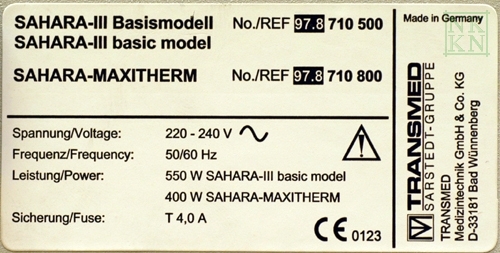 SAHARA-III Basismodell No./REF 97.8 710 500
SAHARA-III basic model
SAHARA-MAXITHERM No./REF 97.8 710 800
Spannung/Voltage: 220 - 240 V
Frequenz/Frequency: 50/60 Hz
Leistung/Power: 550 W SAHARA-III basic model
400 W SAHARA-MAXITHERM
Sicherung/Fuse: T 4,0 A
CE 0123
Made in Germany
NRKN
TRANSMED
SARSTEDT-GRUPPE
TRANSMED
Medizintechnik GmbH & Co. KG
D-33181 Bad Wünnenberg